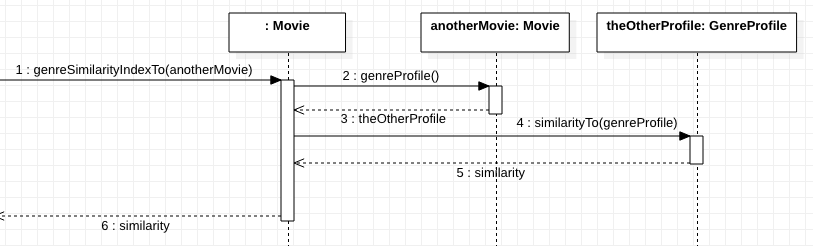 : Movie
anotherMovie: Movie
theOtherProfile: GenreProfile
1 : genreSimilarityIndexTo(anotherMovie)
2 : genreProfile()
3 : theOtherProfile
4 : similarityTo(genreProfile)
5 : similarity
6 : similarity